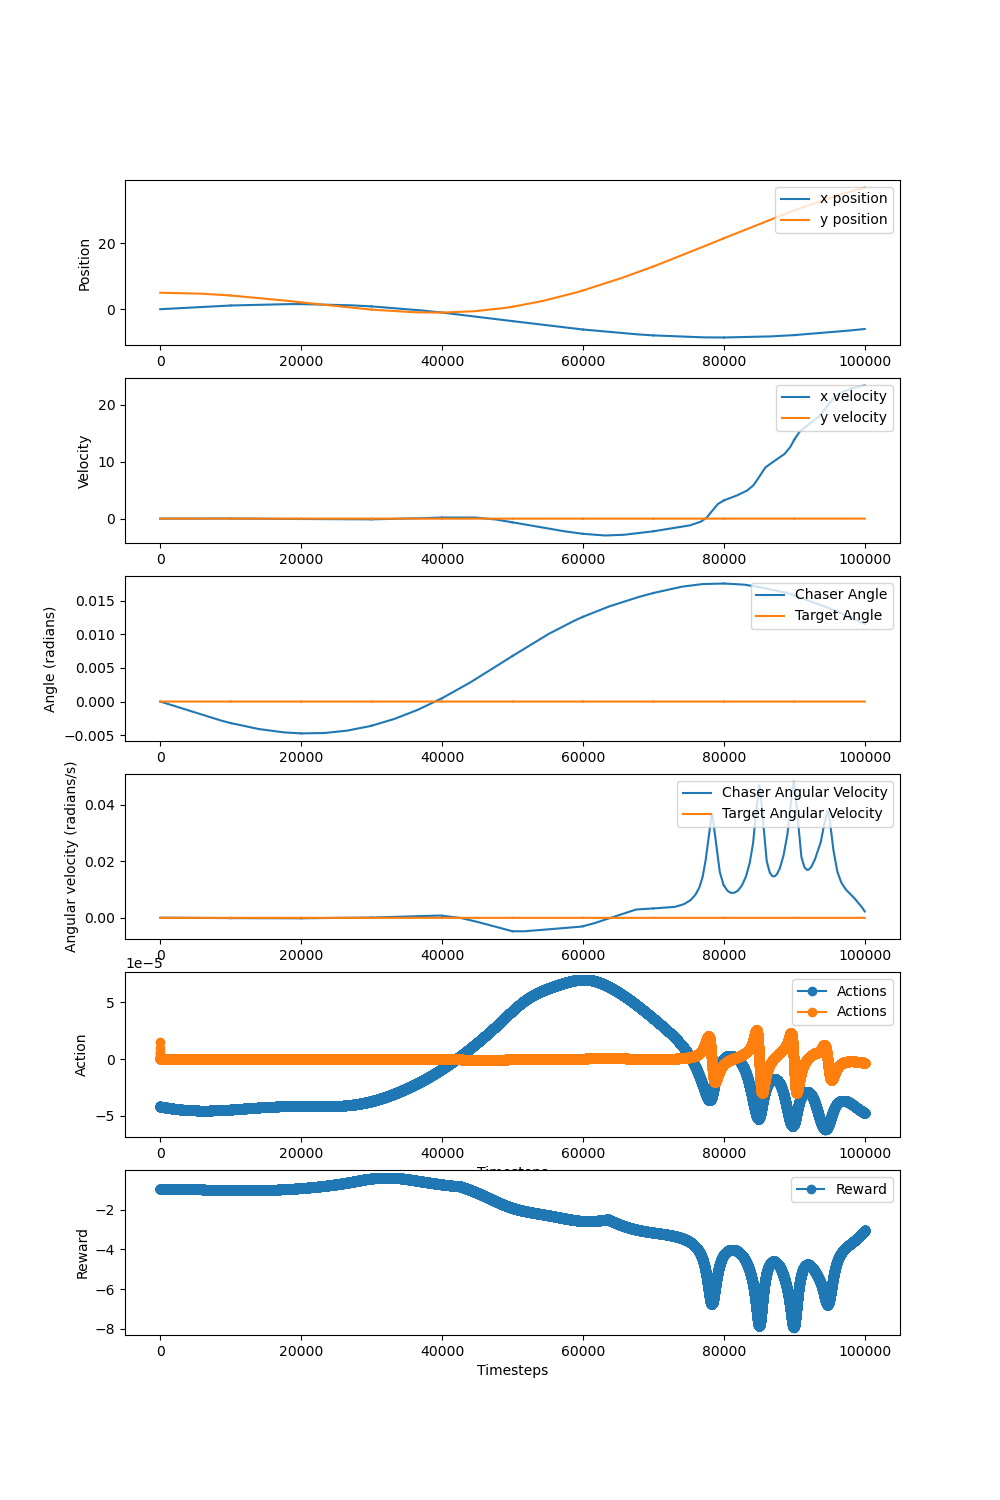 Position
20
0
x position
y position
0 20000 40000 60000 80000 100000
Velocity
20
10
0
x velocity
y velocity
0 20000 40000 60000 80000 100000
Angle (radians)
0.015
0.010
0.005
0.000
−0.005
Chaser Angle
Target Angle
0 20000 40000 60000 80000 100000
Angular velocity (radians/s)
0.04
0.02
0.00
Chaser Angular Velocity
Target Angular Velocity
0 20000 40000 60000 80000 100000
1e−5
Action
5
0
−5
Actions
Actions
0 20000 40000 60000 80000 100000
Timesteps
Reward
−2
−4
−6
−8
Reward
0 20000 40000 60000 80000 100000
Timesteps